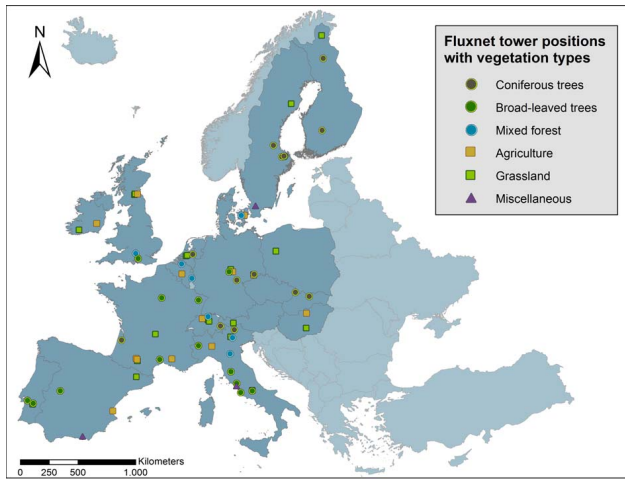 N
Fluxnet tower positions
with vegetation types
Coniferous trees
Broad-leaved trees
Mixed forest
Agriculture
Grassland
Miscellaneous
Kilometers
0 250 500 1.000